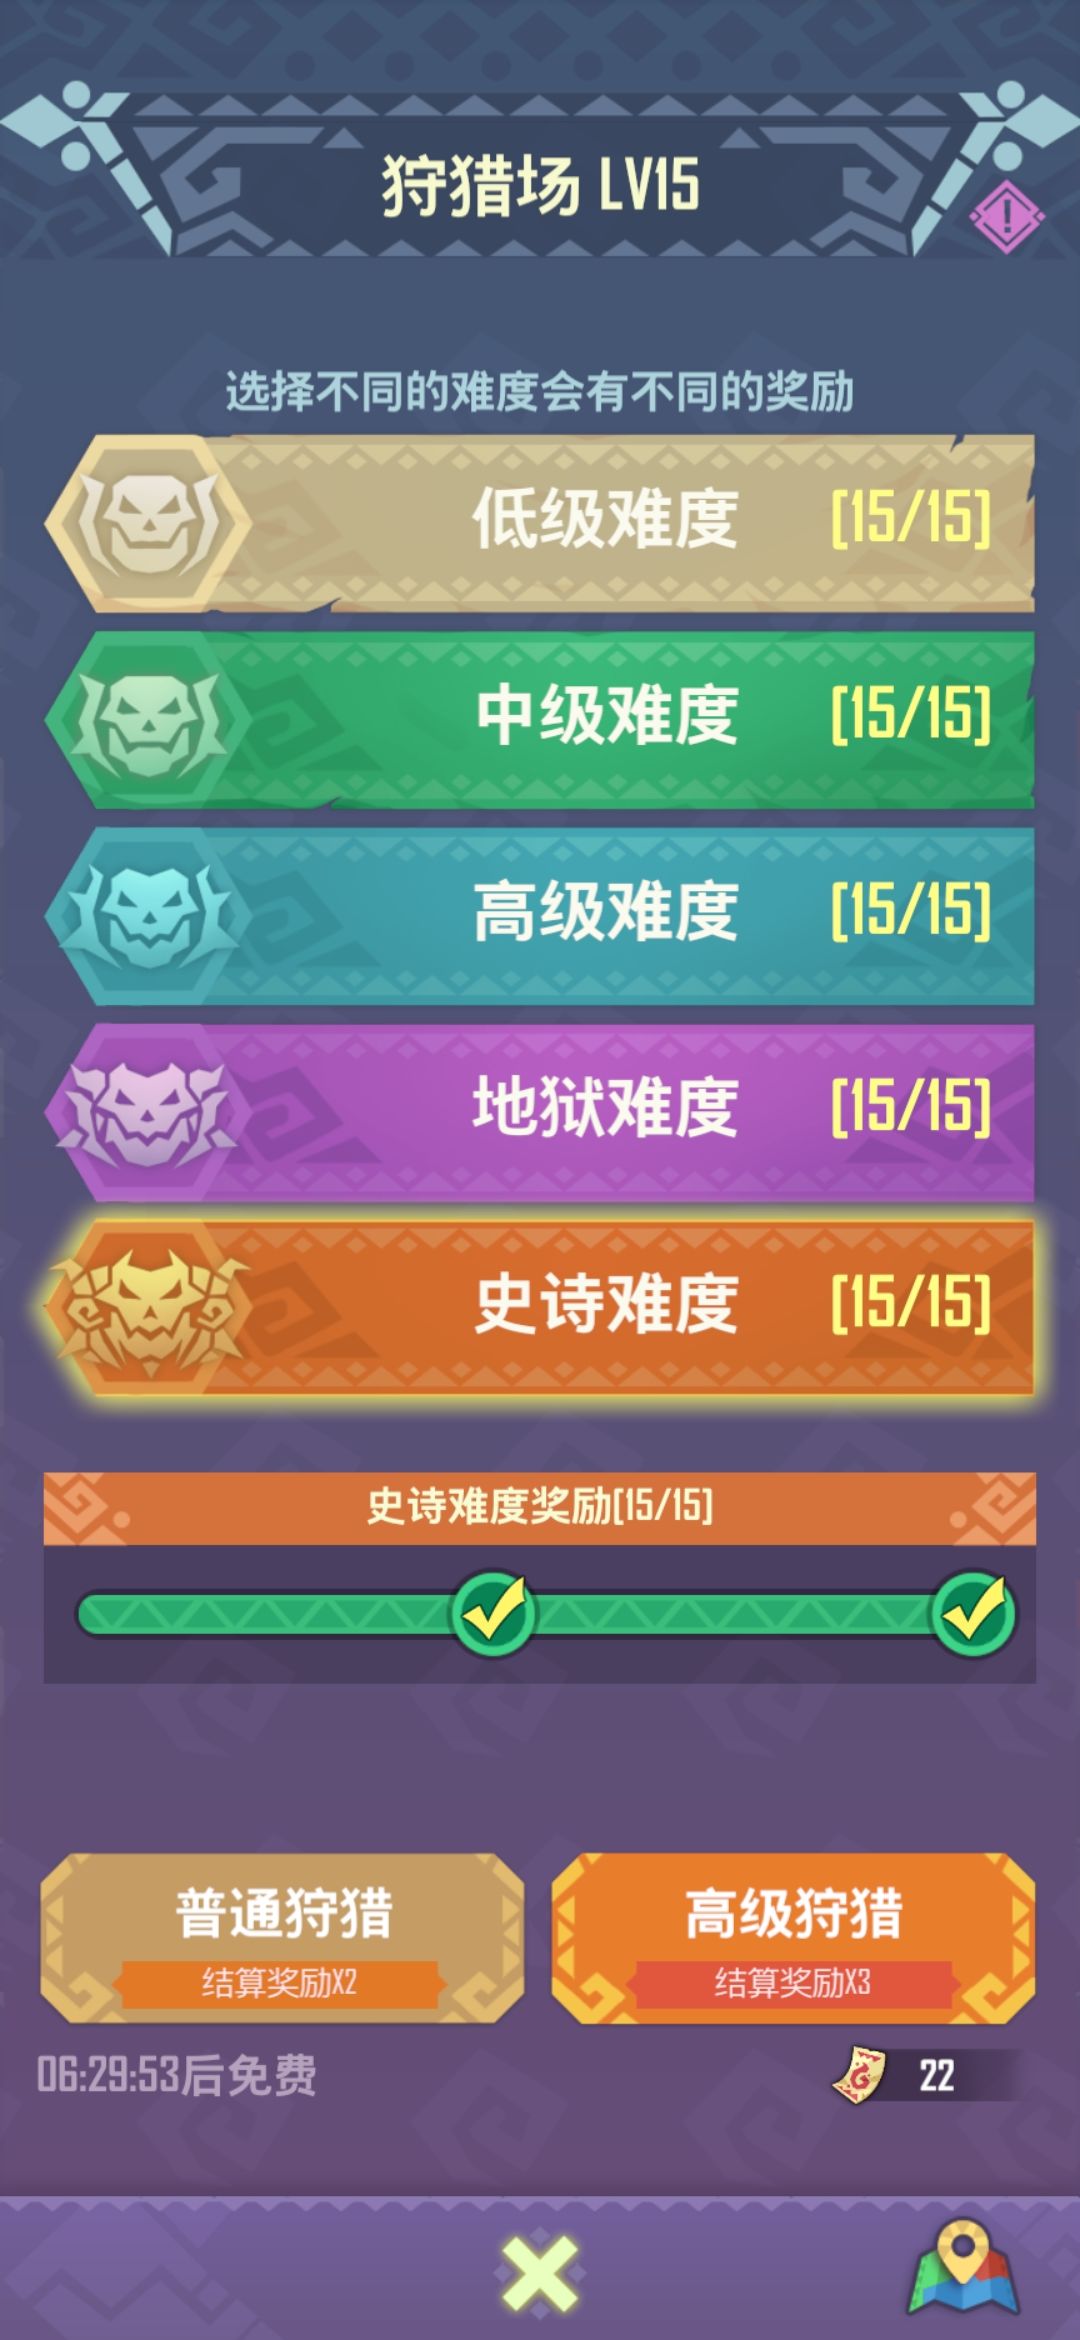 狩猎场 LV15
!
选择不同的难度会有不同的奖励
低级难度 [15/15]
中级难度 [15/15]
高级难度 [15/15]
地狱难度 [15/15]
史诗难度 [15/15]
史诗难度奖励[15/15]
普通狩猎 高级狩猎
结算奖励X2 结算奖励X3
06:29:53后免费 22